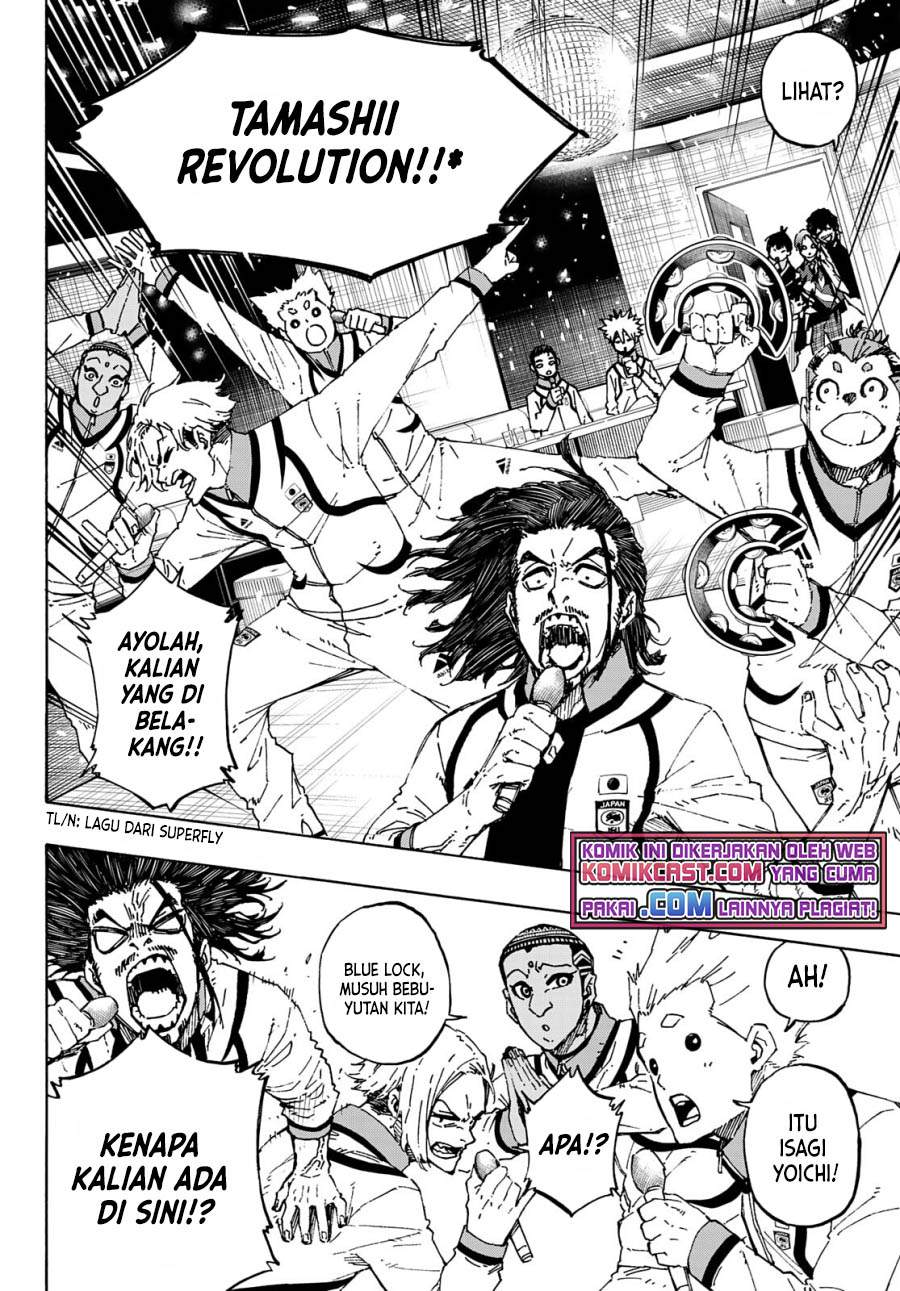 LIHAT?
TAMASHII
REVOLUTION!!*
AYOLAH,
KALIAN
YANG DI
BELA-
KANG!!
TL/N: LAGU DARI SUPERFLY
JAPAN
KOMIK INI DIKERJAKAN OLEH WEB
KOMIKCAST.COM YANG CUMA
PAKAI .COM LAINNYA PLAGIAT!
AH!
ITU
ISAGI
YOICHI!
APA!?
BLUE LOCK,
MUSUH BEBU-
YUTAN KITA!
KENAPA
KALIAN ADA
DI SINI!?